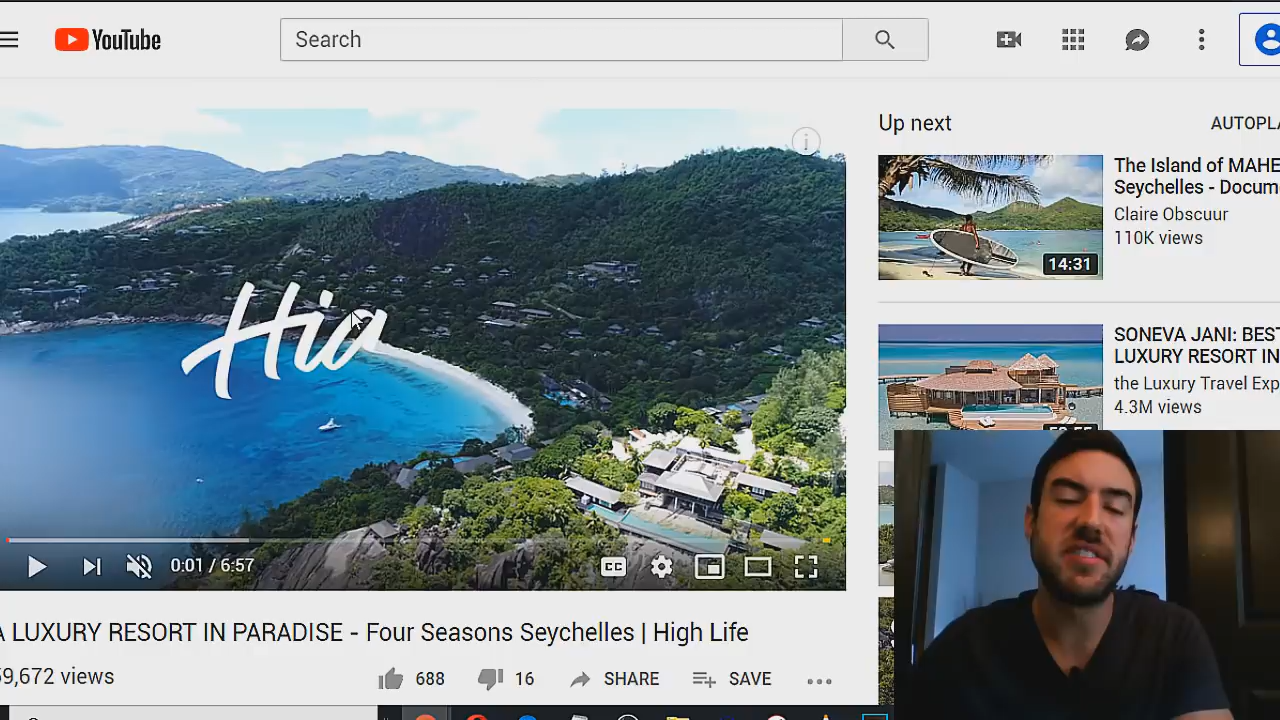 YouTube
Search
Up next
AUTOPLA
Hia
The Island of MAHE
Seychelles - Docum
Claire Obscuur
110K views
14:31
SONEVA JANI: BEST
LUXURY RESORT IN
the Luxury Travel Exp
4.3M views
0:01 / 6:57
CC
A LUXURY RESORT IN PARADISE - Four Seasons Seychelles | High Life
59,672 views
688
16
SHARE
SAVE